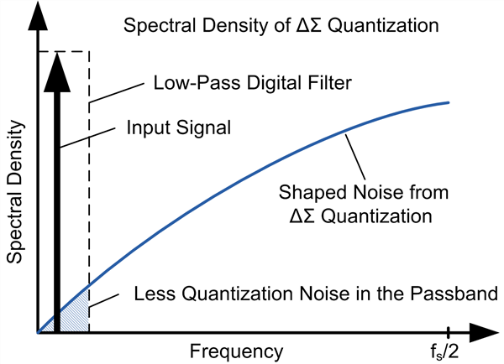 Spectral Density of ΔΣ Quantization
Low-Pass Digital Filter
Input Signal
Spectral Density
Shaped Noise from
ΔΣ Quantization
Less Quantization Noise in the Passband
Frequency
fs/2